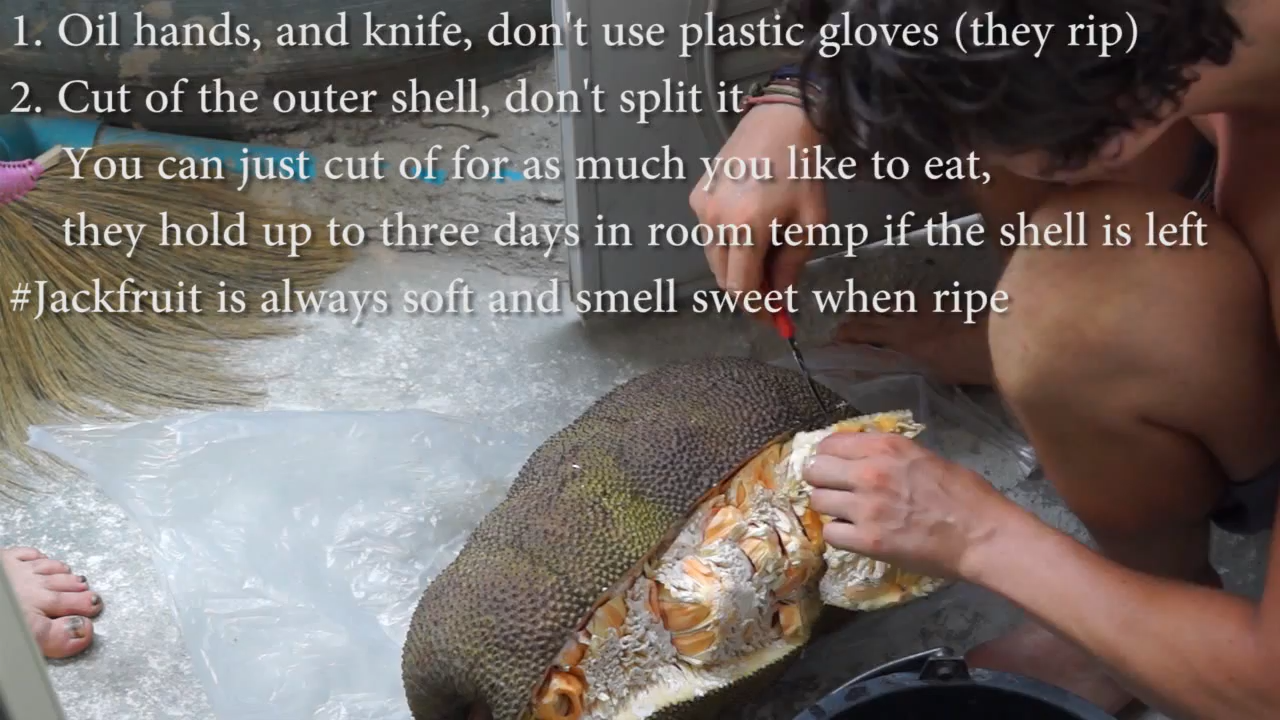 1. Oil hands, and knife, don't use plastic gloves (they rip)
2. Cut of the outer shell, don't split it
You can just cut of for as much you like to eat,
they hold up to three days in room temp if the shell is left
#Jackfruit is always soft and smell sweet when ripe